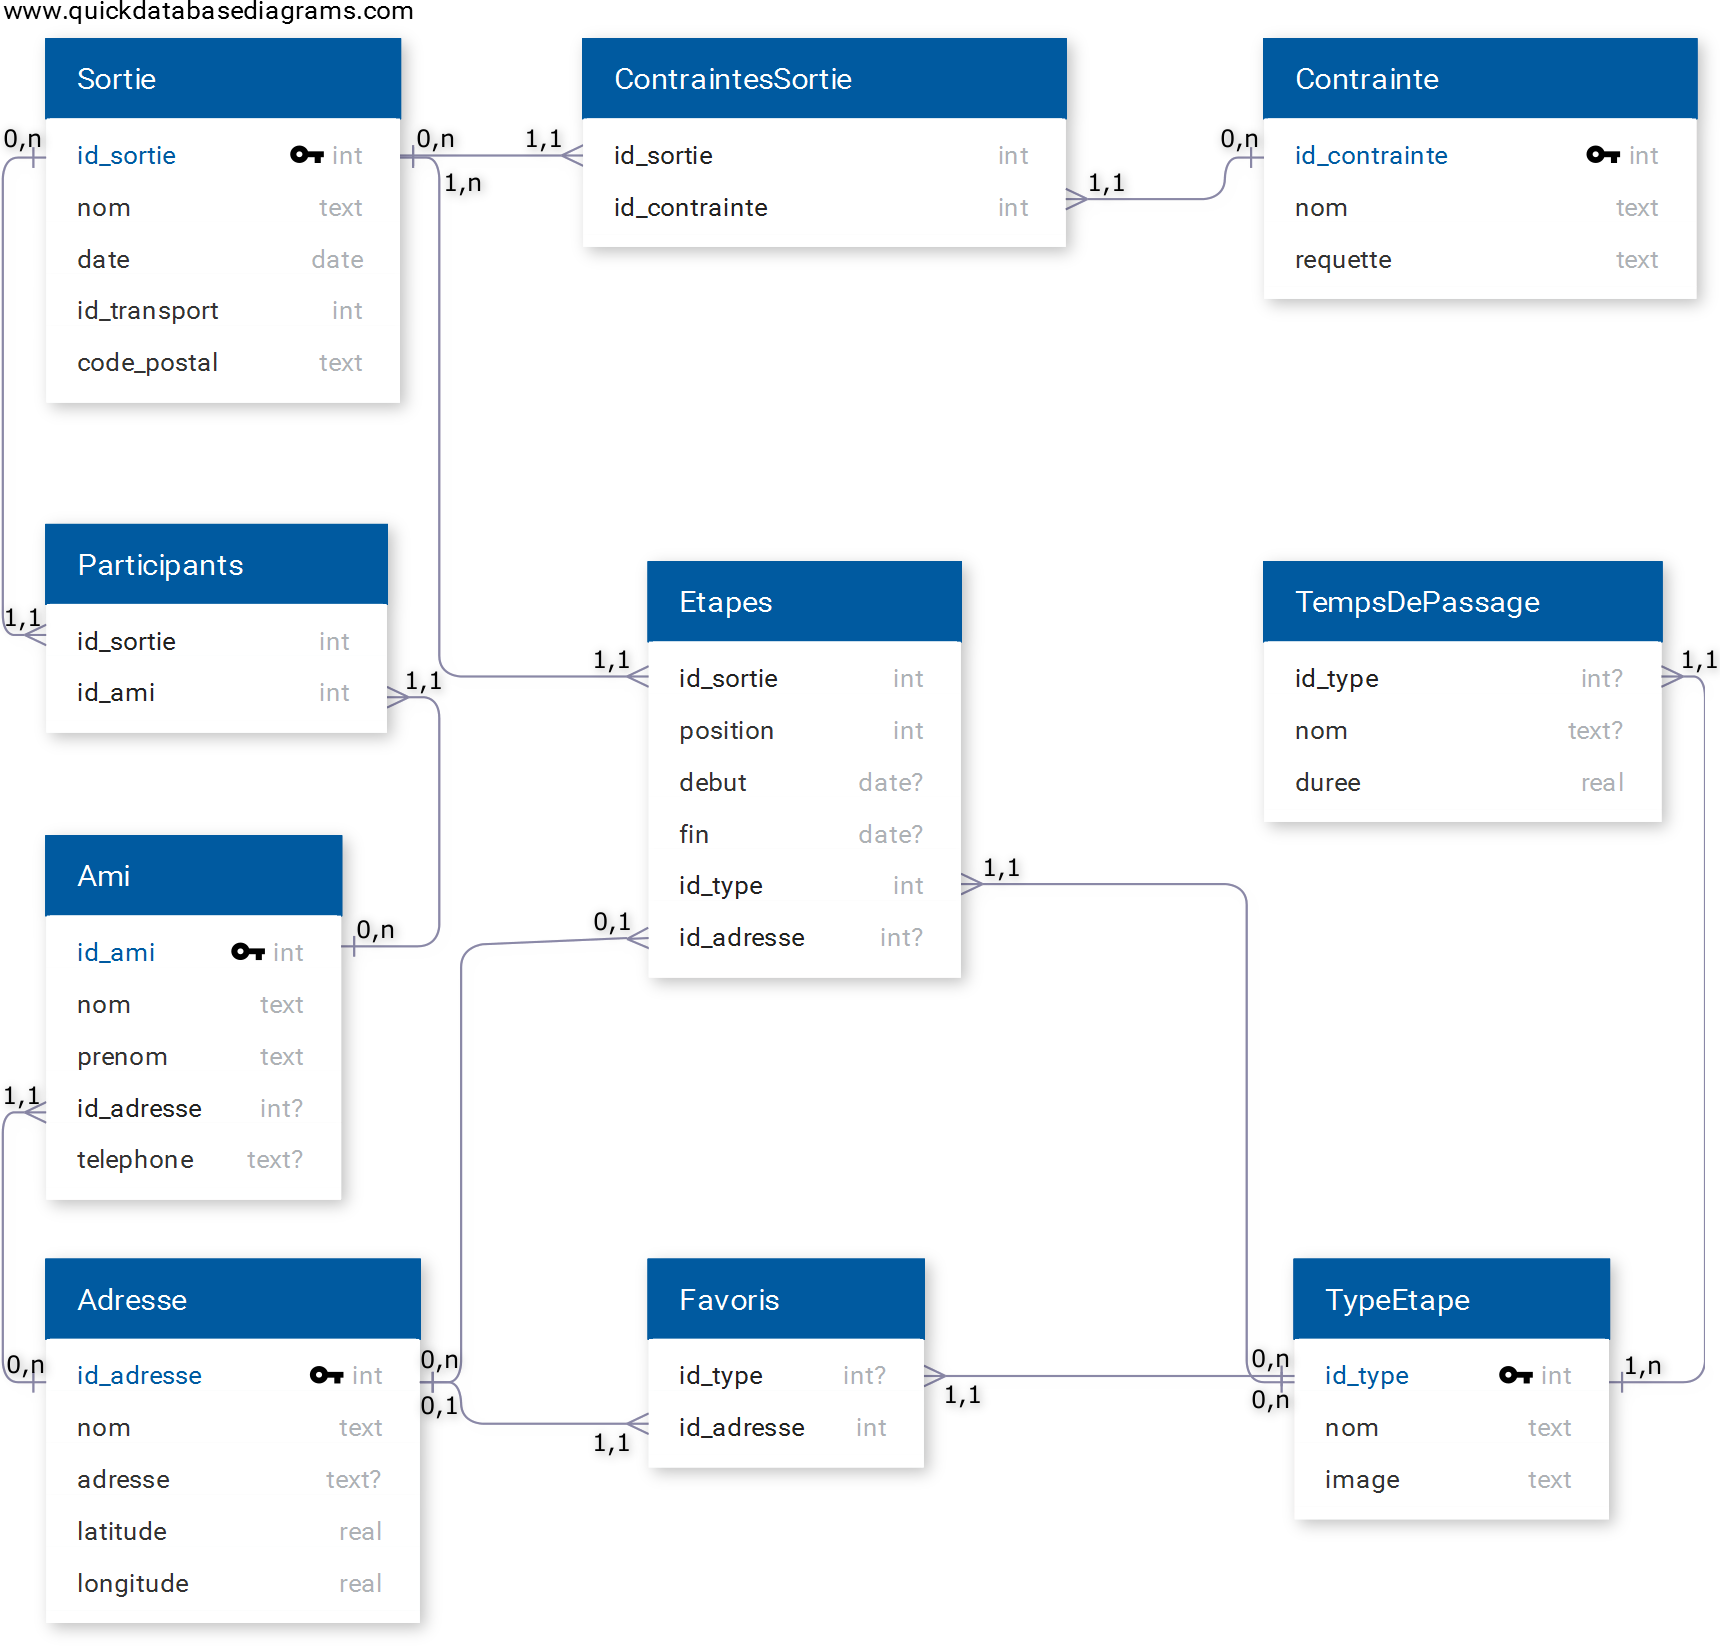 www.quickdatabasediagrams.com
Sortie
id_sortie int
nom text
date date
id_transport int
code_postal text
ContraintesSortie
id_sortie int
id_contrainte int
Contrainte
id_contrainte int
nom text
requette text
0,n
0,n
1,n
1,1
1,1
0,n
Participants
id_sortie int
id_ami int
1,1
1,1
Etapes
id_sortie int
position int
debut date?
fin date?
id_type int
id_adresse int?
1,1
1,1
0,1
TempsDePassage
id_type int?
nom text?
duree real
1,1
Ami
id_ami int
nom text
prenom text
id_adresse int?
telephone text?
0,n
1,1
Adresse
id_adresse int
nom text
adresse text?
latitude real
longitude real
0,n
0,n
0,1
Favoris
id_type int?
id_adresse int
1,1
1,1
TypeEtape
id_type int
nom text
image text
0,n
0,n
1,n